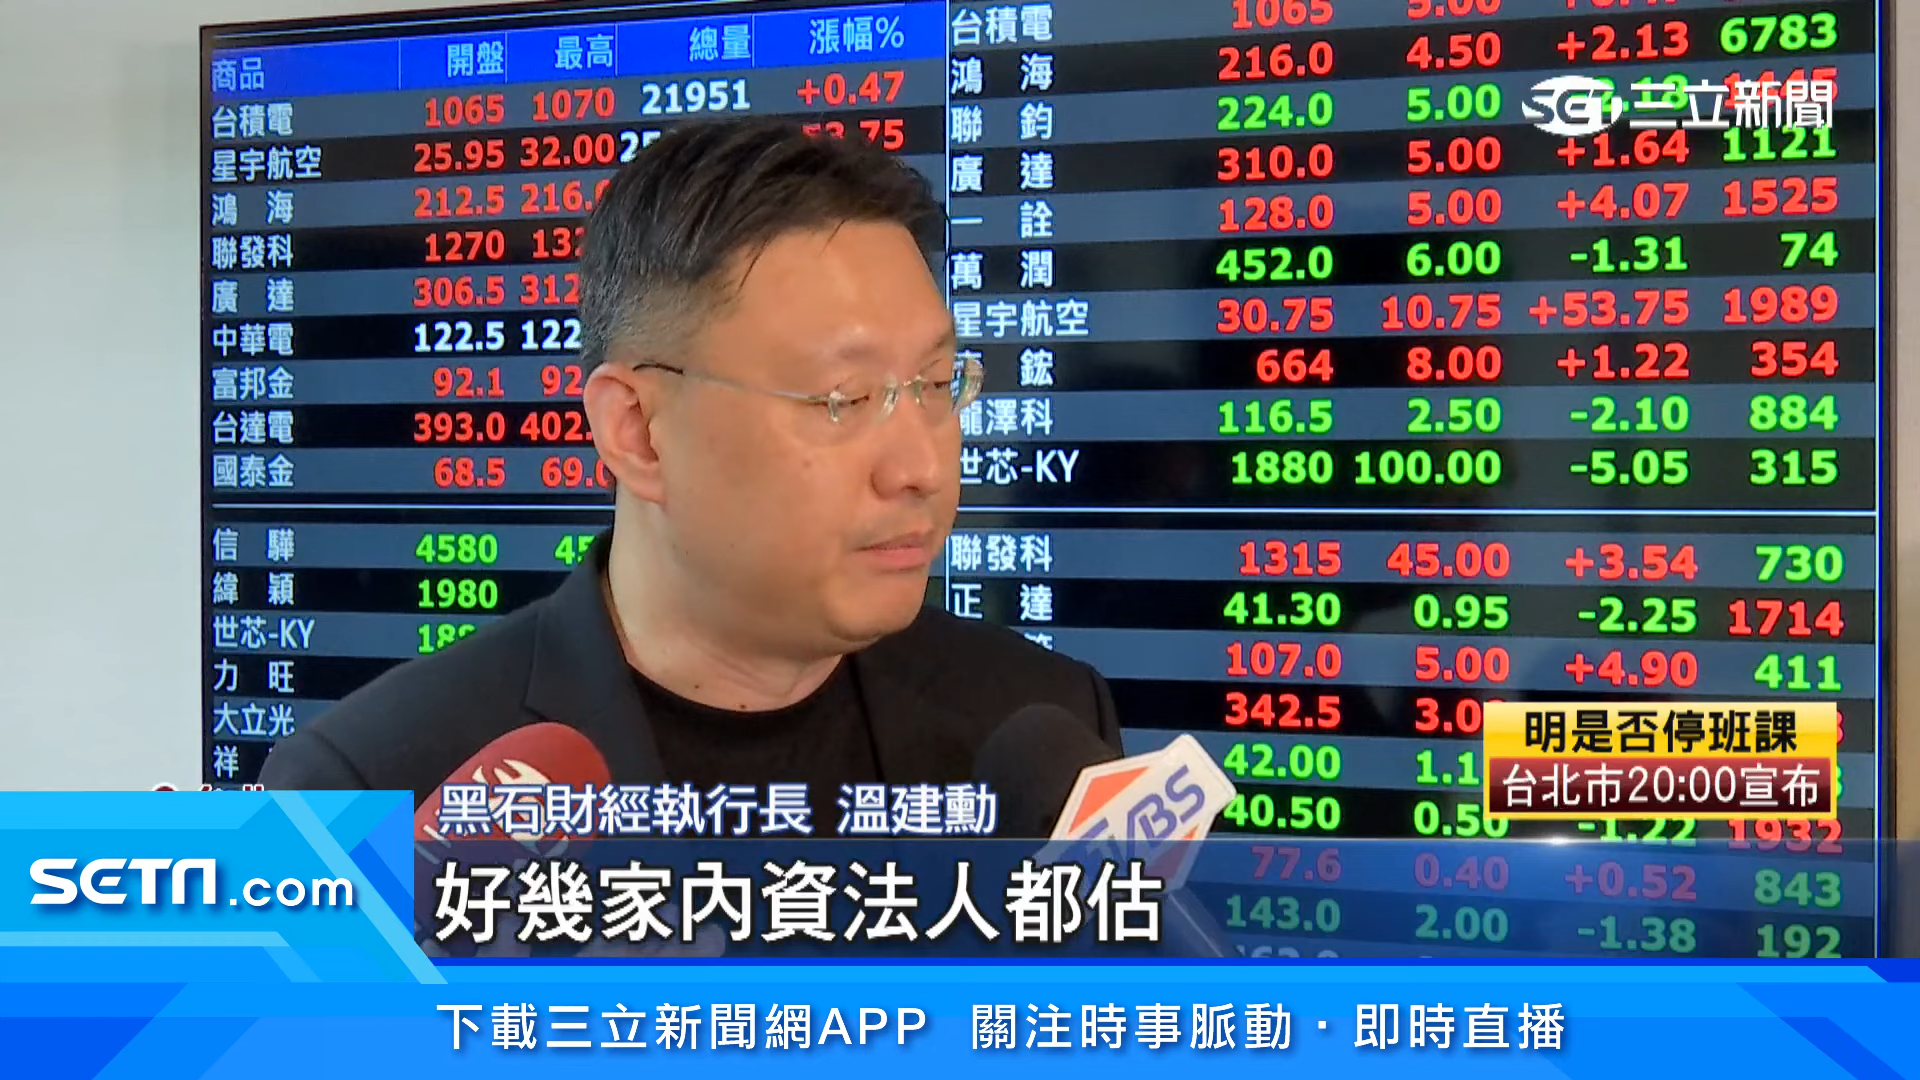 商品 開盤 最高 總量 漲幅%
台積電 1065 1070 21951 +0.47
星宇航空 25.95 32.00
鴻海 212.5
聯發科 1270
廣達 306.5
中華電 122.5
富邦金 92.1
台達電 393.0
國泰金 68.5
信驊 4580
緯穎 1980
世芯-KY
力旺
大立光
祥
台積電 1065 5.00
鴻海 216.0 4.50 +2.13 6783
聯鈞 224.0 5.00
廣達 310.0 5.00 +1.64 1121
一詮 128.0 5.00 +4.07 1525
萬潤 452.0 6.00 -1.31 74
星宇航空 30.75 10.75 +53.75 1989
鋐 664 8.00 +1.22 354
澤科 116.5 2.50 -2.10 884
世芯-KY 1880 100.00 -5.05 315
聯發科 1315 45.00 +3.54 730
正達 41.30 0.95 -2.25 1714
107.0 5.00 +4.90 411
342.5
42.00
40.50 0.50 -1.22 1932
77.6 0.40 +0.52 843
143.0 2.00 -1.38 192
SET三立新聞
明是否停班課
台北市20:00宣布
TVBS
黑石財經執行長 溫建勳
好幾家內資法人都估
SETN.com
下載三立新聞網APP 關注時事脈動·即時直播